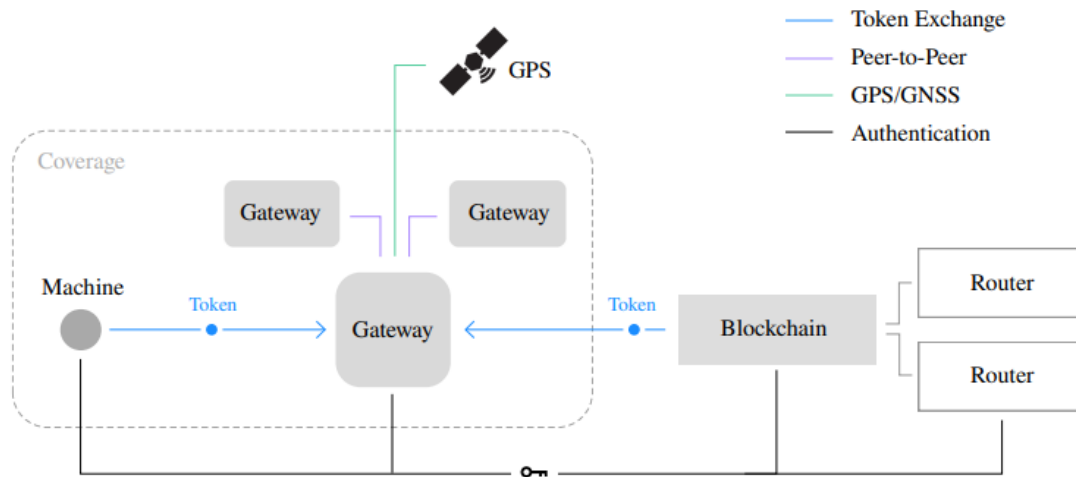 Token Exchange
Peer-to-Peer
GPS/GNSS
Authentication
GPS
Coverage
Gateway
Gateway
Machine
Token
Gateway
Token
Blockchain
Router
Router